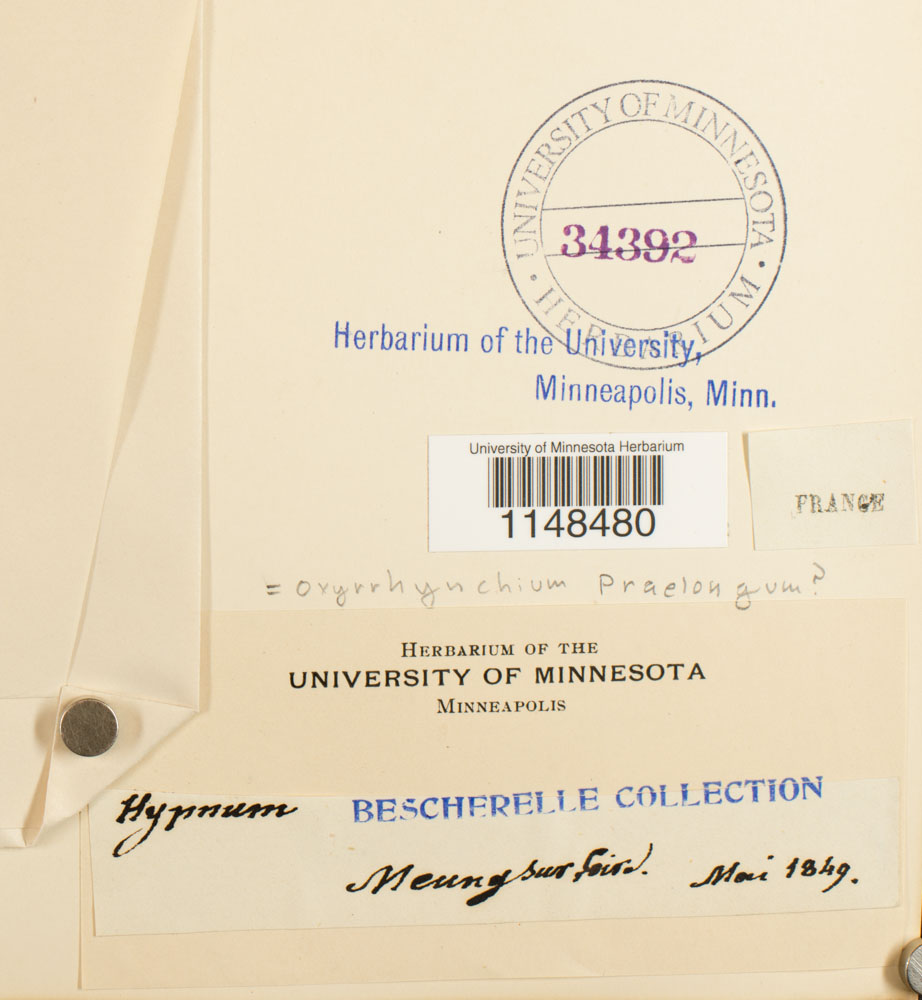 UNIVERSITY OF MINNESOTA
· HERBARIUM ·
34392
Herbarium of the University,
Minneapolis, Minn.
University of Minnesota Herbarium
1148480
FRANCE
= Oxyrrhynchium Praelongum?
HERBARIUM OF THE
UNIVERSITY OF MINNESOTA
MINNEAPOLIS
Hypnum
BESCHERELLE COLLECTION
Meung sur Loire. Mai 1849.